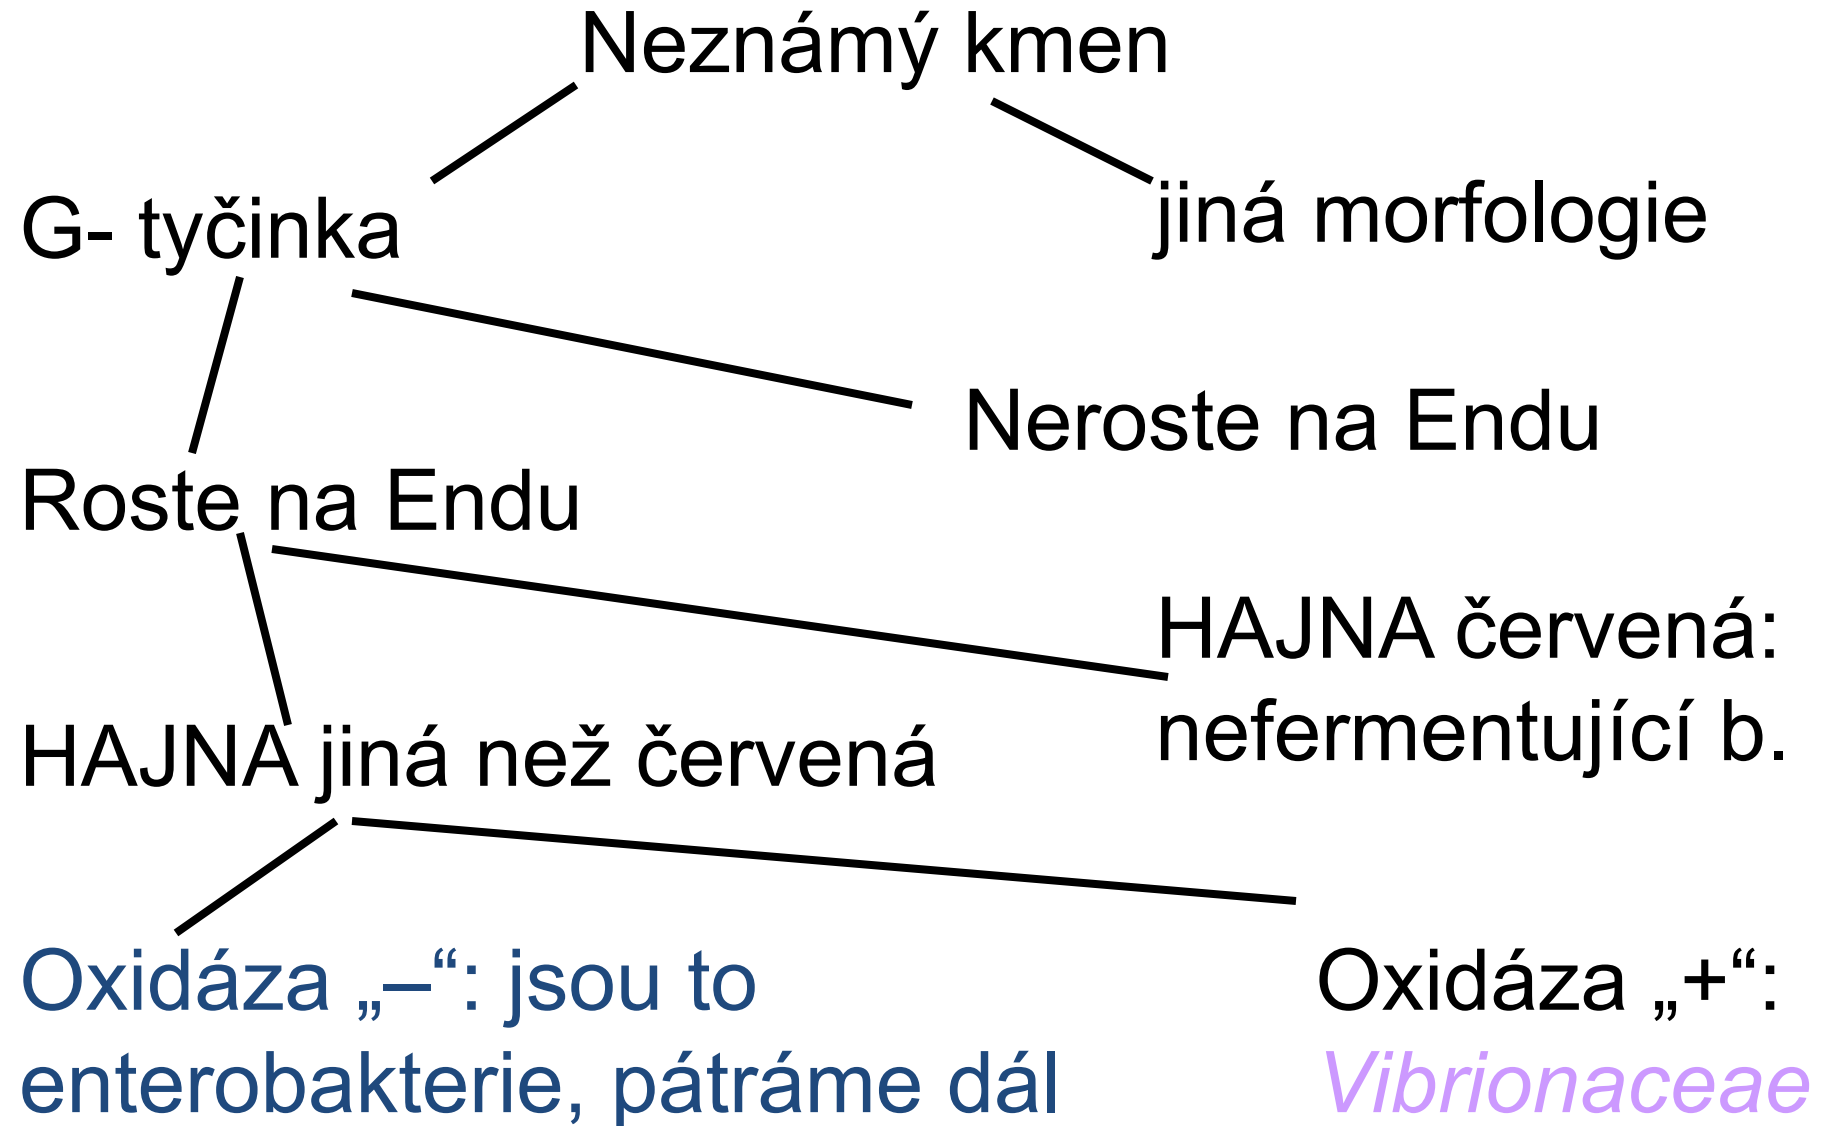 Neznámý kmen
G- tyčinka
jiná morfologie
Neroste na Endu
Roste na Endu
HAJNA červená:
nefermentující b.
HAJNA jiná než červená
Oxidáza „–“: jsou to
enterobakterie, pátráme dál
Oxidáza „+“:
Vibrionaceae